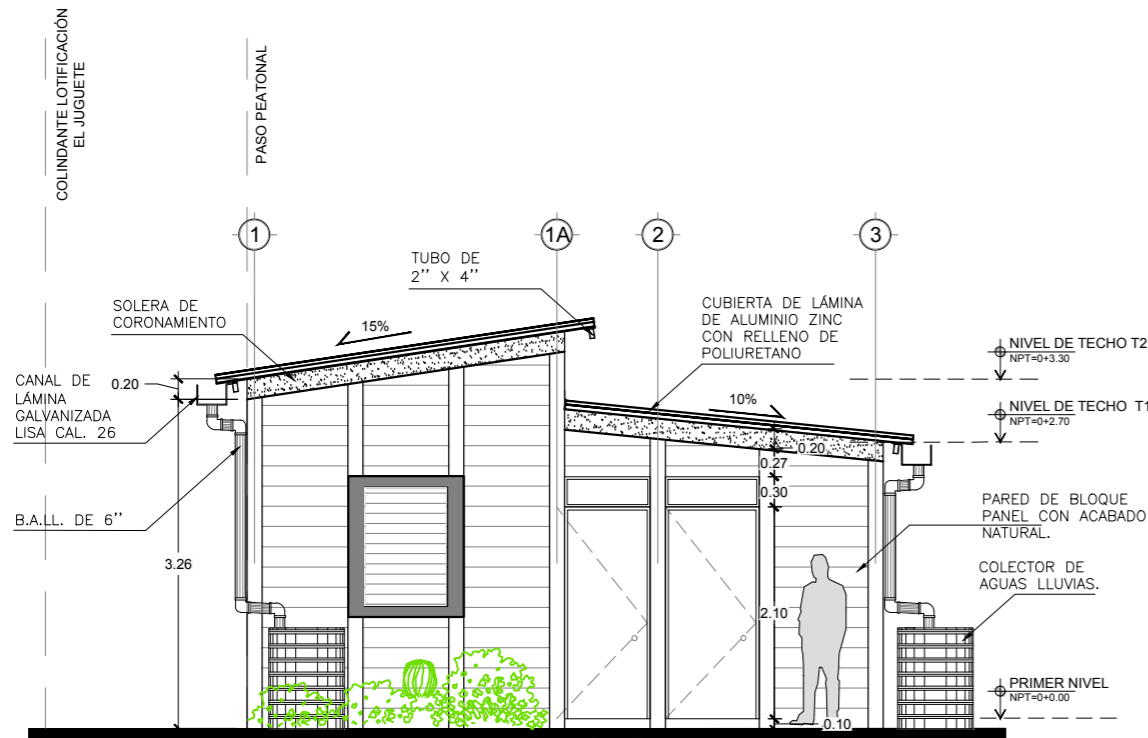 COLINDANTE LOTIFICACIÓN
EL JUGUETE
PASO PEATONAL
1
1A
2
3
TUBO DE
2'' X 4''
SOLERA DE
CORONAMIENTO
15%
CUBIERTA DE LÁMINA
DE ALUMINIO ZINC
CON RELLENO DE
POLIURETANO
NIVEL DE TECHO T2
NPT=0+3.30
CANAL DE
LÁMINA
GALVANIZADA
LISA CAL. 26
0.20
10%
NIVEL DE TECHO T1
NPT=0+2.70
0.20
0.27
0.30
B.A.LL. DE 6''
PARED DE BLOQUE
PANEL CON ACABADO
NATURAL.
3.26
COLECTOR DE
AGUAS LLUVIAS.
2.10
PRIMER NIVEL
NPT=0+0.00
0.10